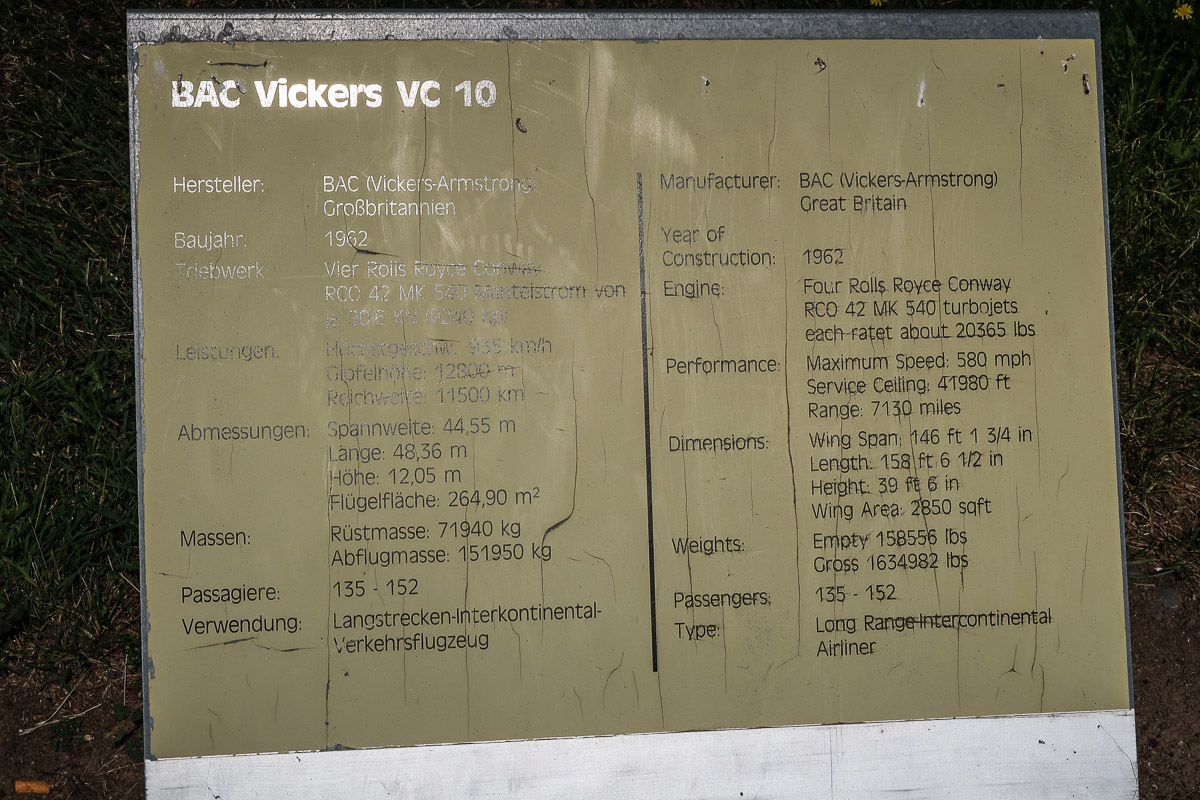 BAC Vickers VC 10
Hersteller: BAC (Vickers-Armstrong)
Großbritannien
Baujahr: 1962
Triebwerk: Vier Rolls Royce Conway
RCO 42 MK 540 Mantelstrom von
Leistungen: Höchstgeschw. 935 km/h
Gipfelhöhe: 12800 m
Reichweite: 11500 km
Abmessungen: Spannweite: 44,55 m
Länge: 48,36 m
Höhe: 12,05 m
Flügelfläche: 264,90 m²
Massen: Rüstmasse: 71940 kg
Abflugmasse: 151950 kg
Passagiere: 135 - 152
Verwendung: Langstrecken-Interkontinental-
Verkehrsflugzeug
Manufacturer: BAC (Vickers-Armstrong)
Great Britain
Year of
Construction: 1962
Engine: Four Rolls Royce Conway
RCO 42 MK 540 turbojets
each ratet about 20365 lbs
Performance: Maximum Speed: 580 mph
Service Ceiling: 41980 ft
Range: 7130 miles
Dimensions: Wing Span: 146 ft 1 3/4 in
Length: 158 ft 6 1/2 in
Height: 39 ft 6 in
Wing Area: 2850 sqft
Weights: Empty 158556 lbs
Gross 1634982 lbs
Passengers: 135 - 152
Type: Long Range-Intercontinental
Airliner